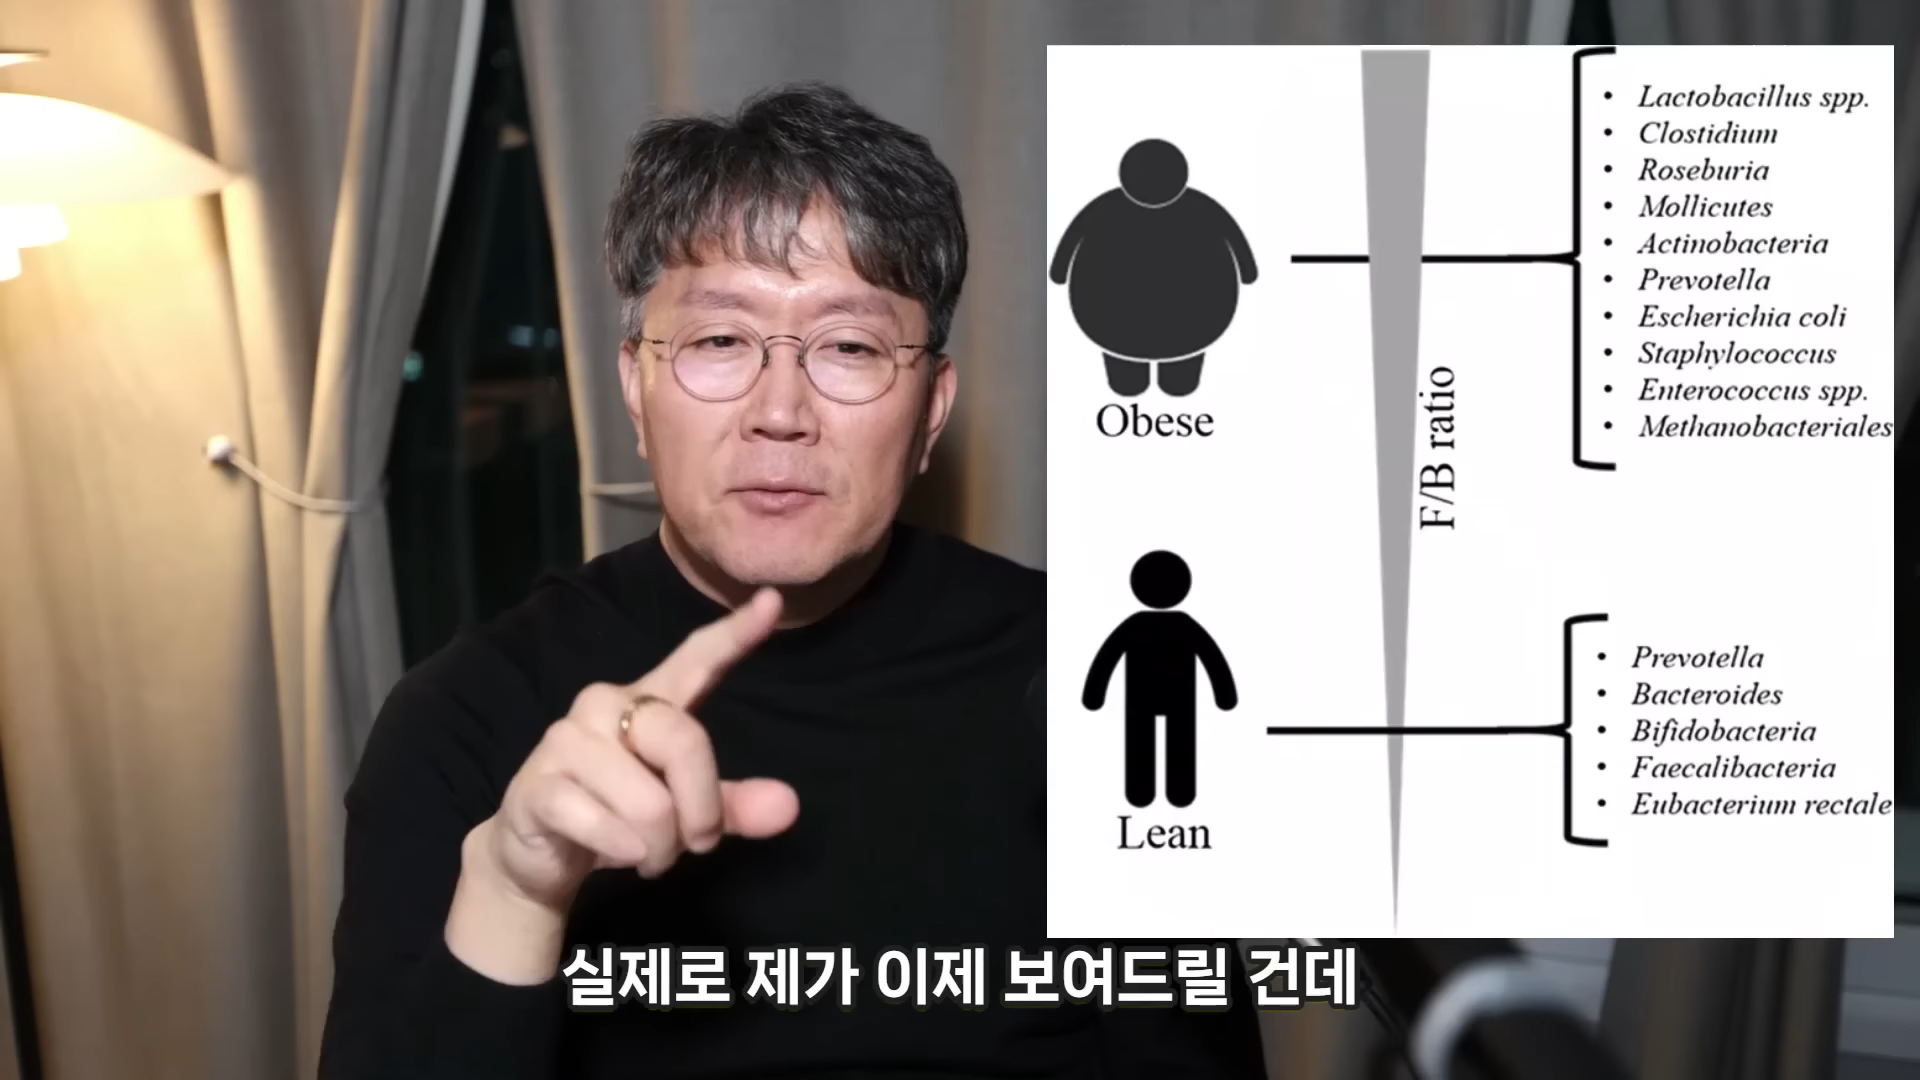 Lactobacillus spp.
Clostidium
Roseburia
Mollicutes
Actinobacteria
Prevotella
Escherichia coli
Staphylococcus
Enterococcus spp.
Methanobacteriales
Obese
F/B ratio
Prevotella
Bacteroides
Bifidobacteria
Faecalibacteria
Eubacterium rectale
Lean
실제로 제가 이제 보여드릴 건데